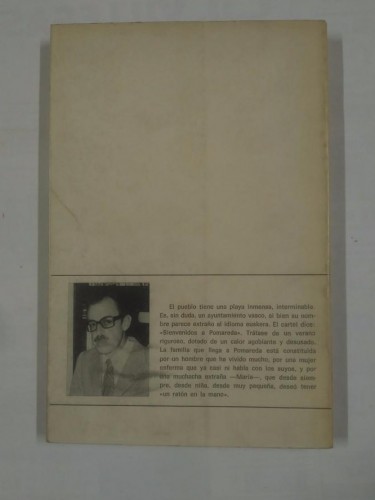 El pueblo tiene una playa inmensa, interminable.
Es, sin duda, un ayuntamiento vasco, si bien su nom-
bre parece extraño al idioma euskera. El cartel dice:
«Bienvenidos a Fomareda». Trátase de un verano
riguroso, dotado de un calor agobiante y desusado.
La familia que llega a Fomareda está constituida
por un hombre que ha vivido mucho, por una mujer
enferma que ya casi ni habla con los suyos, y por
una muchacha extraña —María—, que desde siem-
pre, desde niña, desde muy pequeña, deseó tener
«un ratón en la mano».